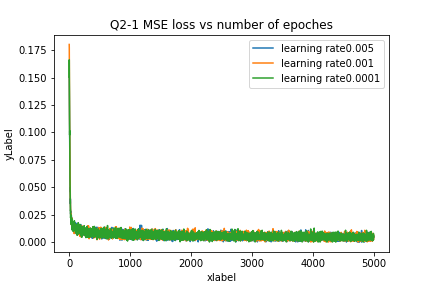 Q2-1 MSE loss vs number of epoches
learning rate0.005
learning rate0.001
learning rate0.0001
yLabel
0.175
0.150
0.125
0.100
0.075
0.050
0.025
0.000
0 1000 2000 3000 4000 5000
xlabel